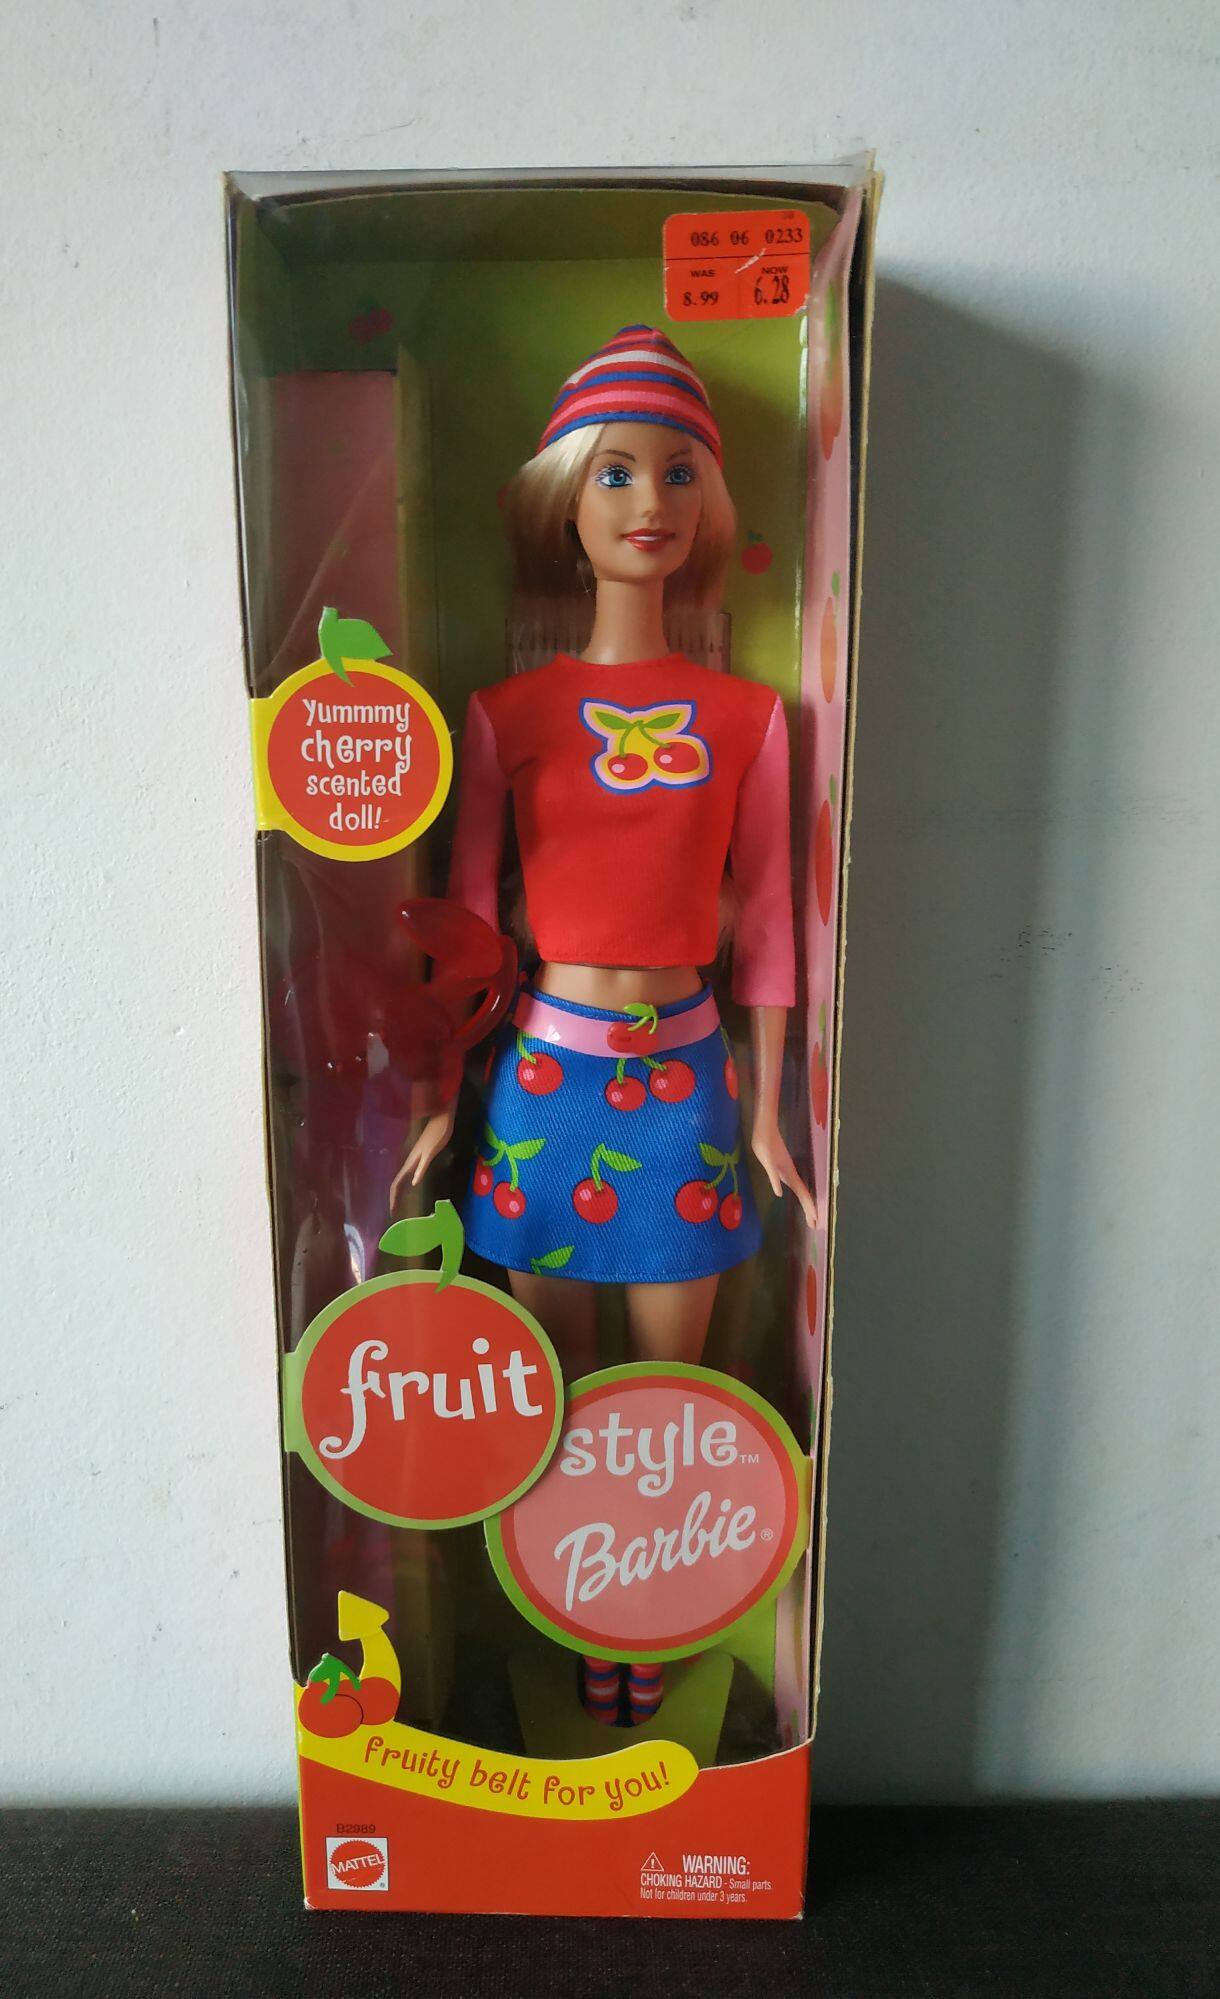 086 06 0233
WAS NOW
8.99 6.28
Yummmy
cherry
scented
doll!
fruit
style™
Barbie®
fruity belt for you!
B2989
MATTEL®
WARNING:
CHOKING HAZARD - Small parts.
Not for children under 3 years.